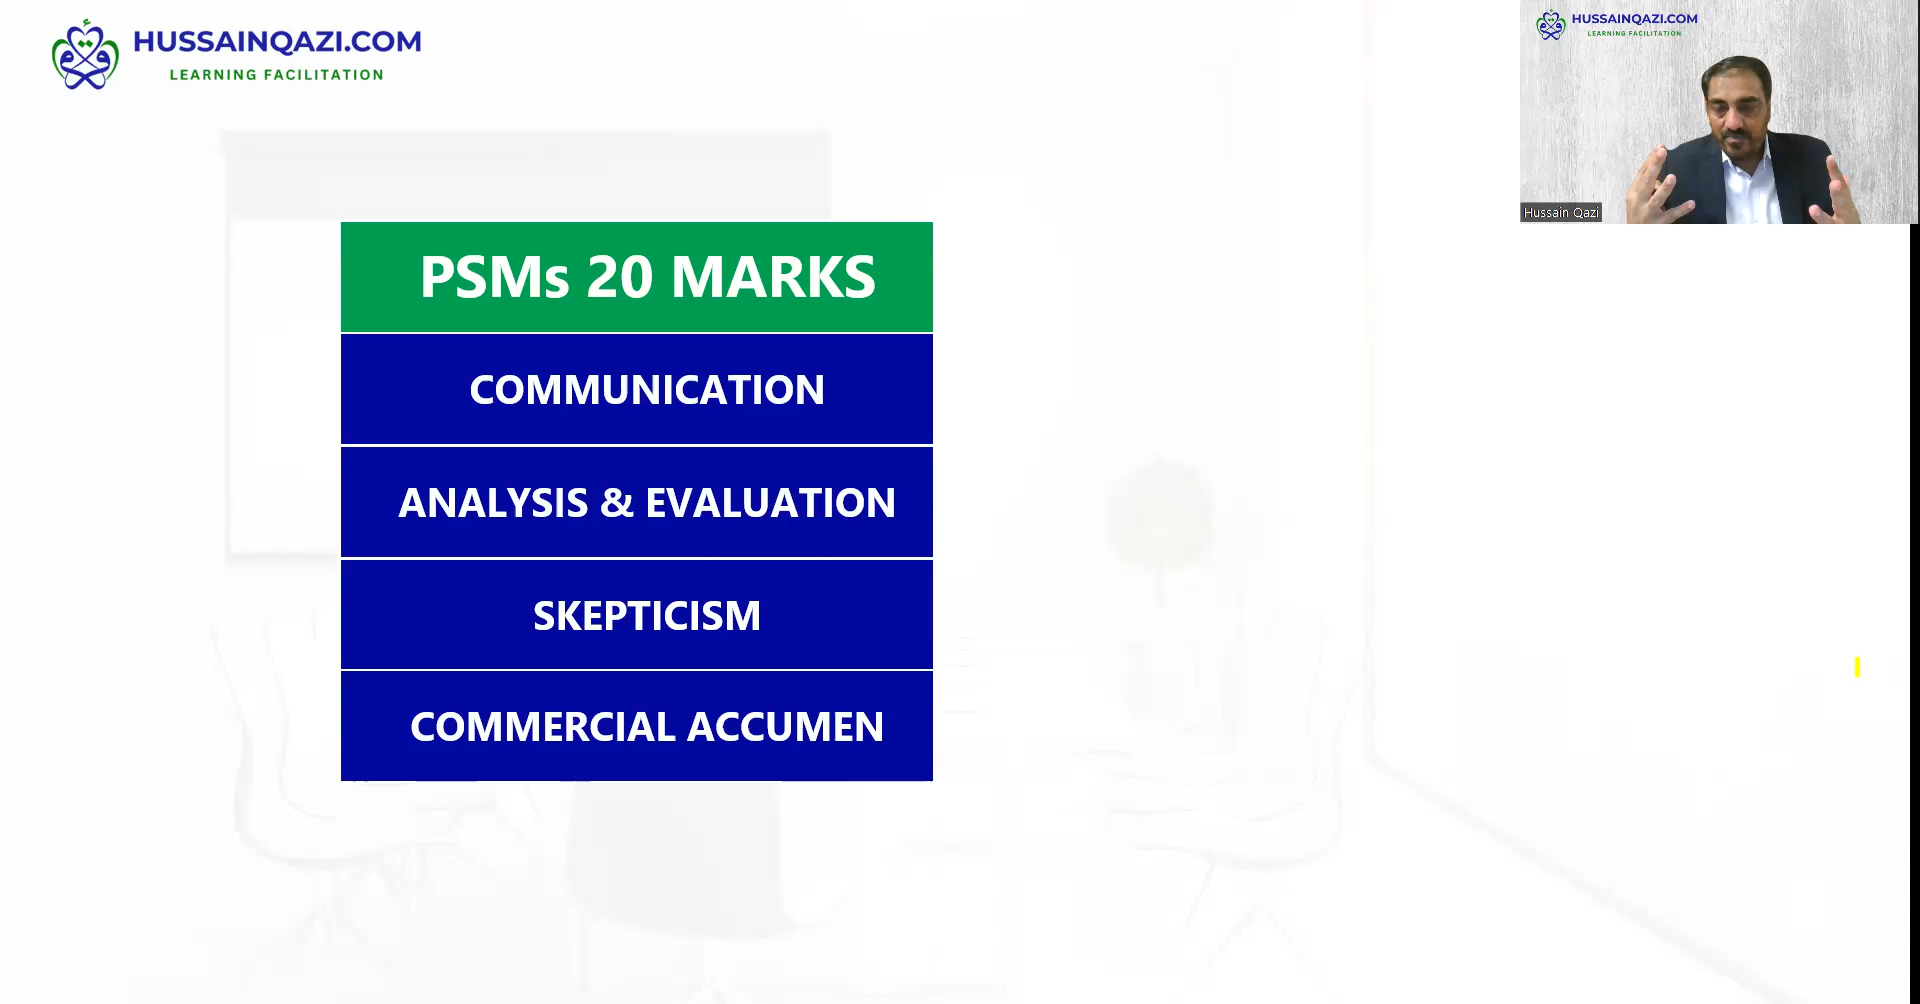 HUSSAINQAZI.COM
LEARNING FACILITATION
HUSSAINQAZI.COM
LEARNING FACILITATION
Hussain Qazi
PSMs 20 MARKS
COMMUNICATION
ANALYSIS & EVALUATION
SKEPTICISM
COMMERCIAL ACCUMEN